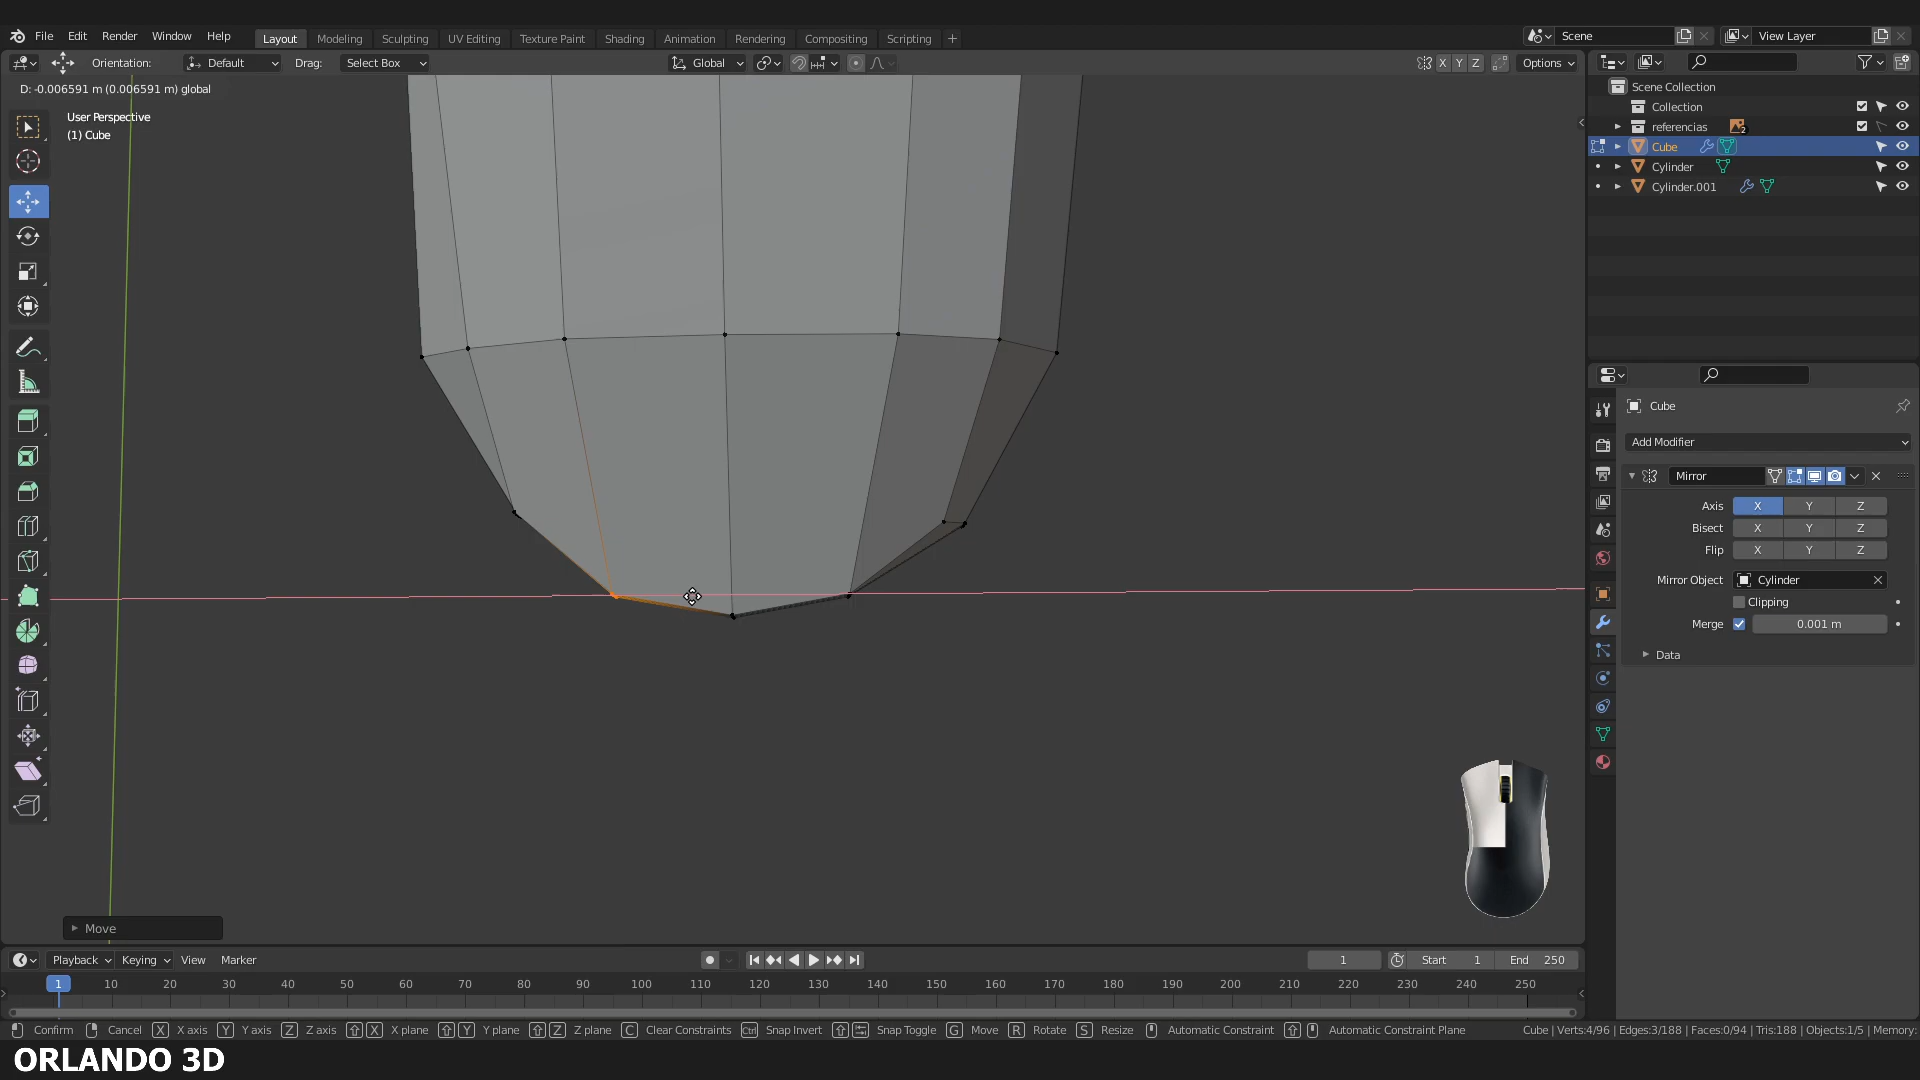 File Edit Render Window Help Layout Modeling Sculpting UV Editing Texture Paint Shading Animation Rendering Compositing Scripting + Scene View Layer
Orientation: Default Drag: Select Box Global X Y Z Options
D: -0.006591 m (0.006591 m) global
User Perspective
(1) Cube
Scene Collection
Collection
referencias 2
Cube
Cylinder
Cylinder.001
Cube
Add Modifier
Mirror
Axis X Y Z
Bisect X Y Z
Flip X Y Z
Mirror Object Cylinder
Clipping
Merge 0.001 m
Data
Move
Playback Keying View Marker 1 Start 1 End 250
1 10 20 30 40 50 60 70 80 90 100 110 120 130 140 150 160 170 180 190 200 210 220 230 240 250
Confirm Cancel X X axis Y Y axis Z Z axis X X plane Y Y plane Z Z plane C Clear Constraints Ctrl Snap Invert Snap Toggle G Move R Rotate S Resize Automatic Constraint Automatic Constraint Plane Cube | Verts:4/96 | Edges:3/188 | Faces:0/94 | Tris:188 | Objects:1/5 | Memory:
ORLANDO 3D